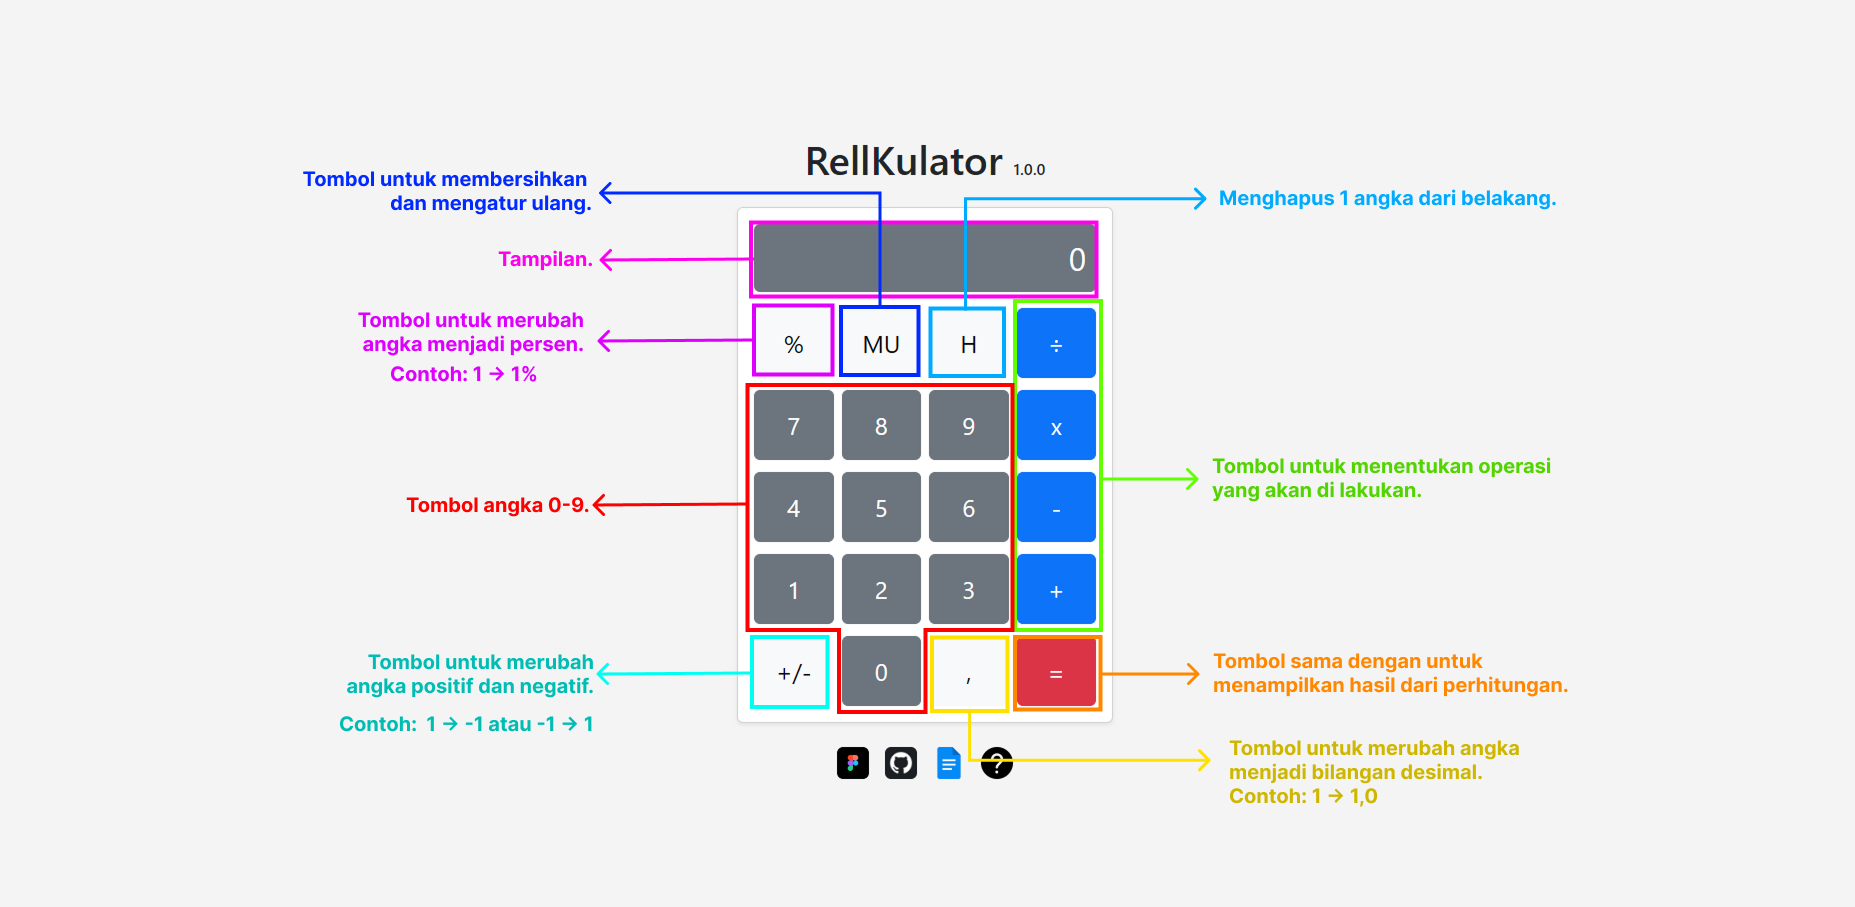 RellKulator 1.0.0
Tombol untuk membersihkan
dan mengatur ulang.
Menghapus 1 angka dari belakang.
Tampilan.
0
Tombol untuk merubah
angka menjadi persen.
Contoh: 1 → 1%
% MU H ÷
7 8 9 x
Tombol untuk menentukan operasi
yang akan di lakukan.
Tombol angka 0-9.
4 5 6 -
1 2 3 +
Tombol untuk merubah
angka positif dan negatif.
Contoh: 1 → -1 atau -1 → 1
+/- 0 , =
Tombol sama dengan untuk
menampilkan hasil dari perhitungan.
?
Tombol untuk merubah angka
menjadi bilangan desimal.
Contoh: 1 → 1,0